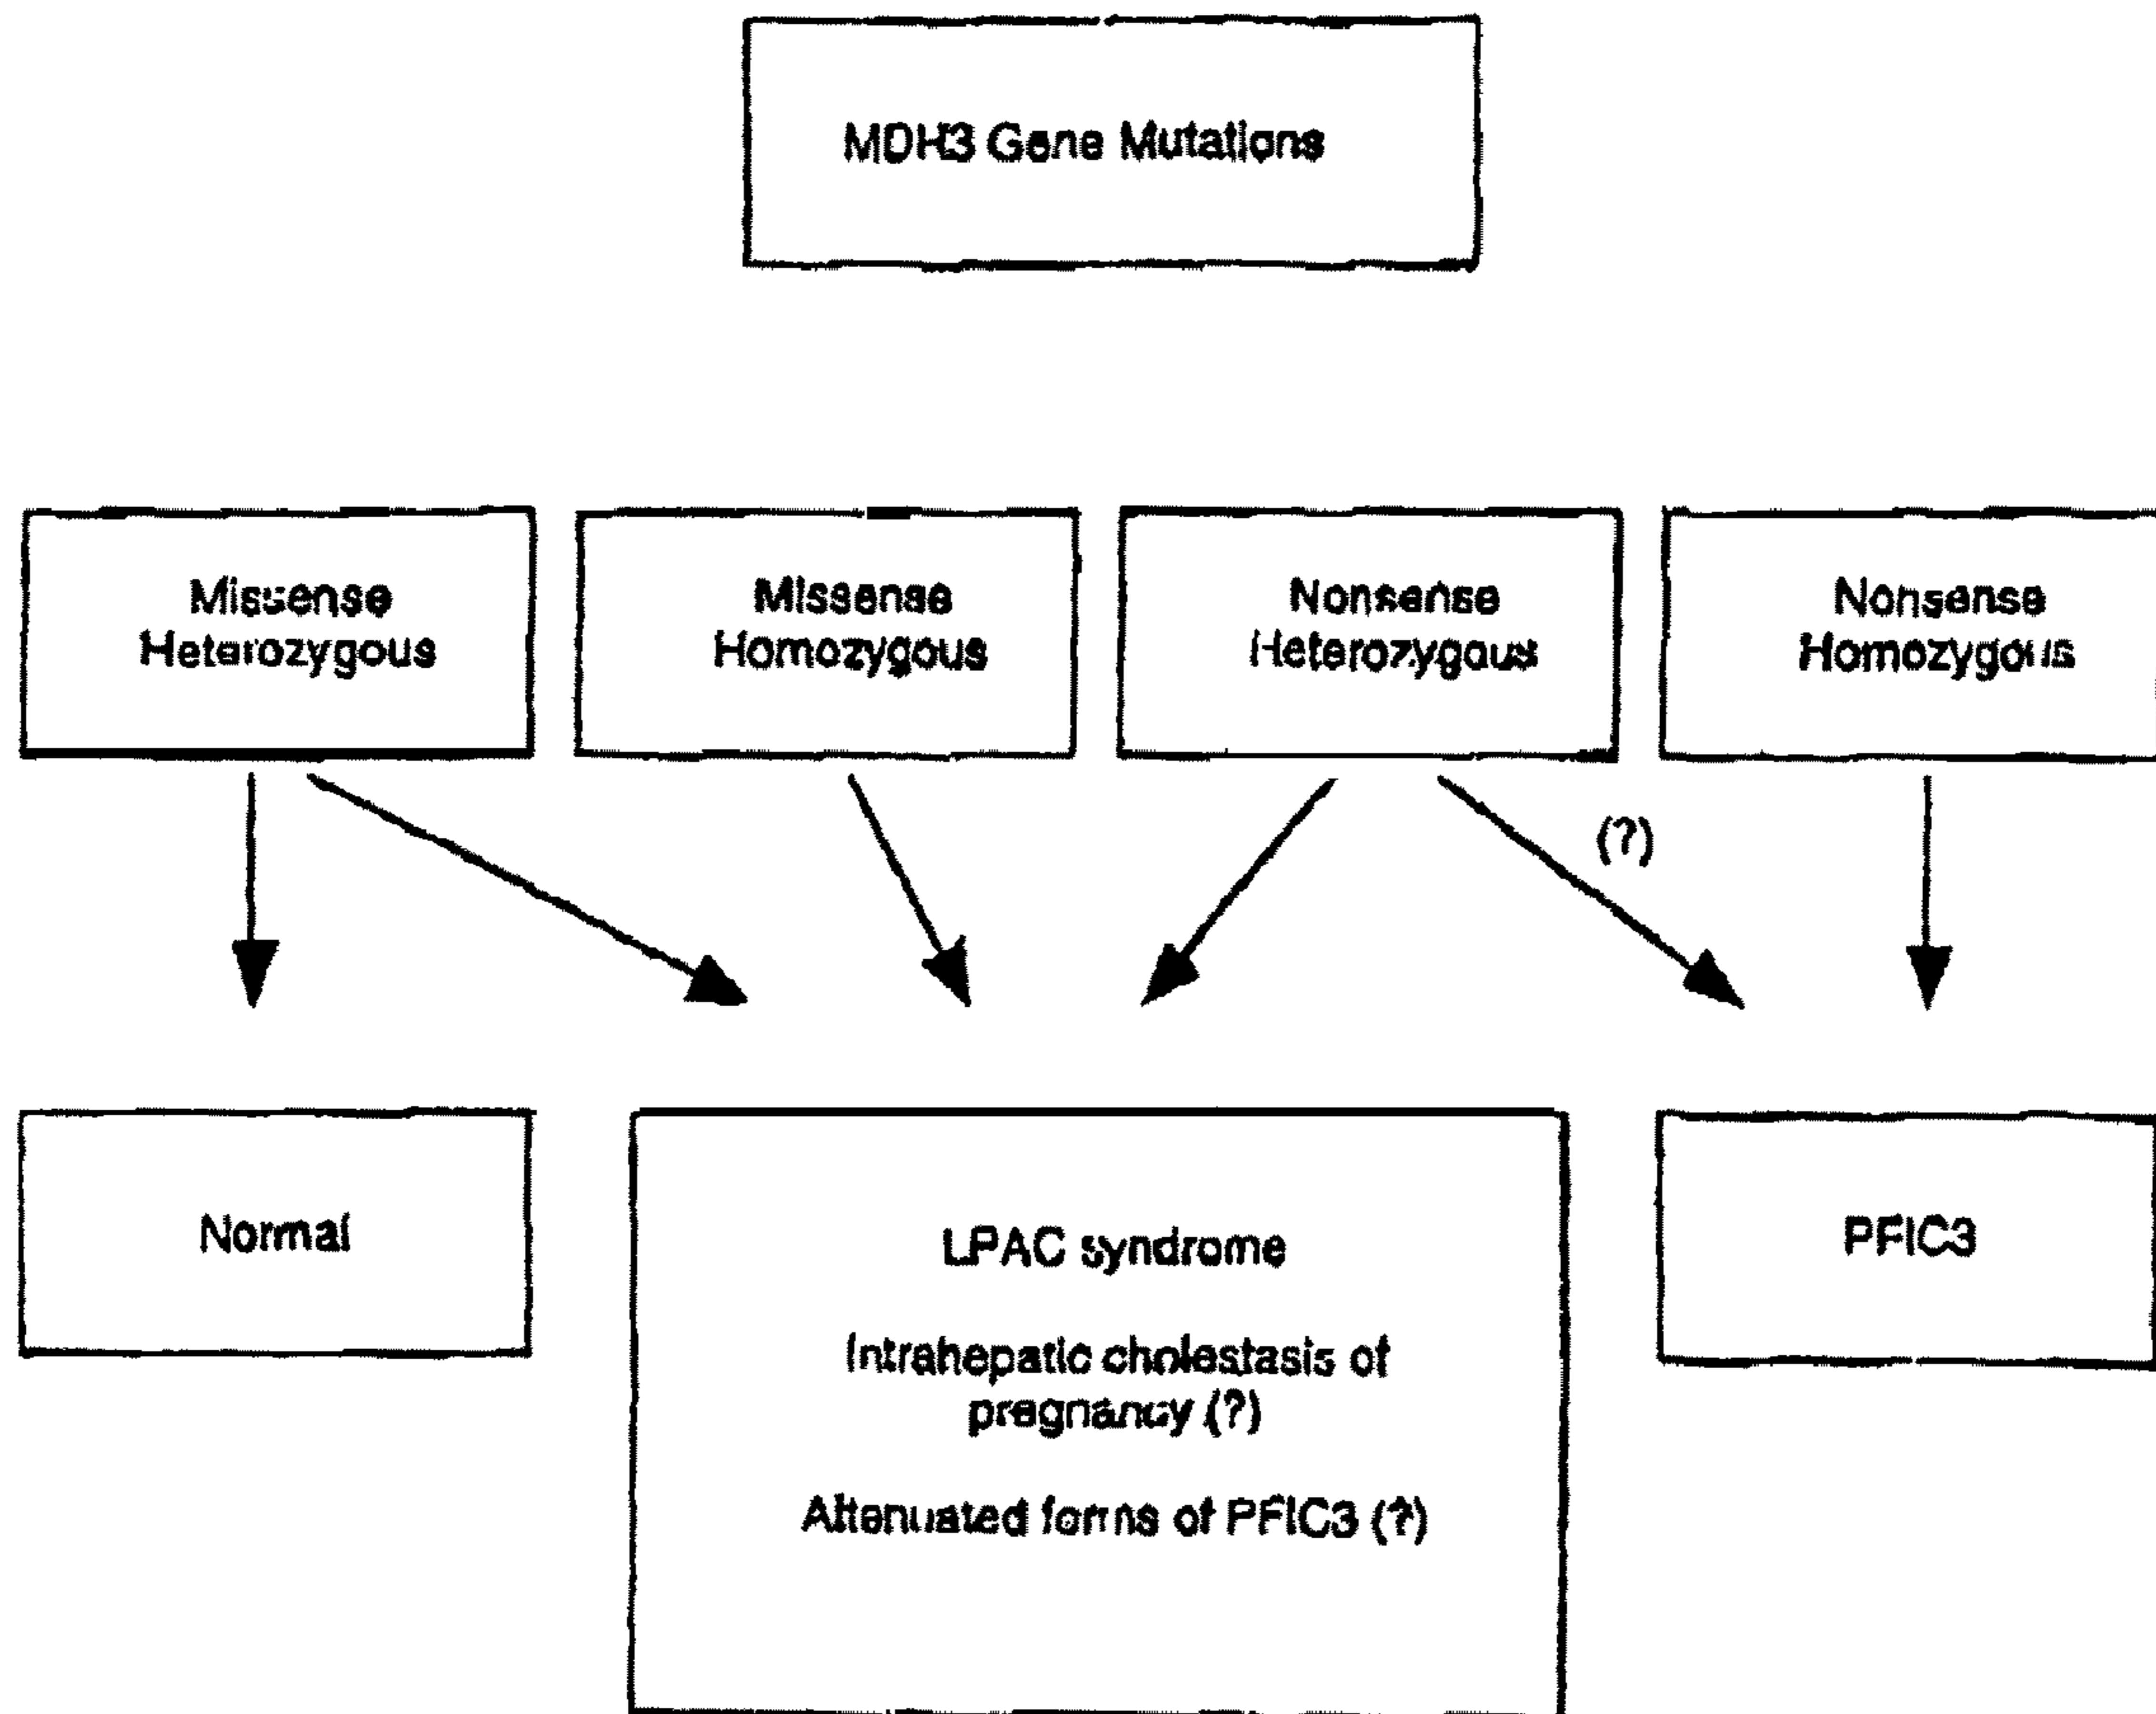 MDH3 Gene Mutations
Missense
Heterozygous
Missense
Homozygous
Nonsense
Heterozygous
Nonsense
Homozygous
(?)
Normal
LPAC syndrome
Intrahepatic cholestasis of
pregnancy (?)
Attenuated forms of PFIC3 (?)
PFIC3